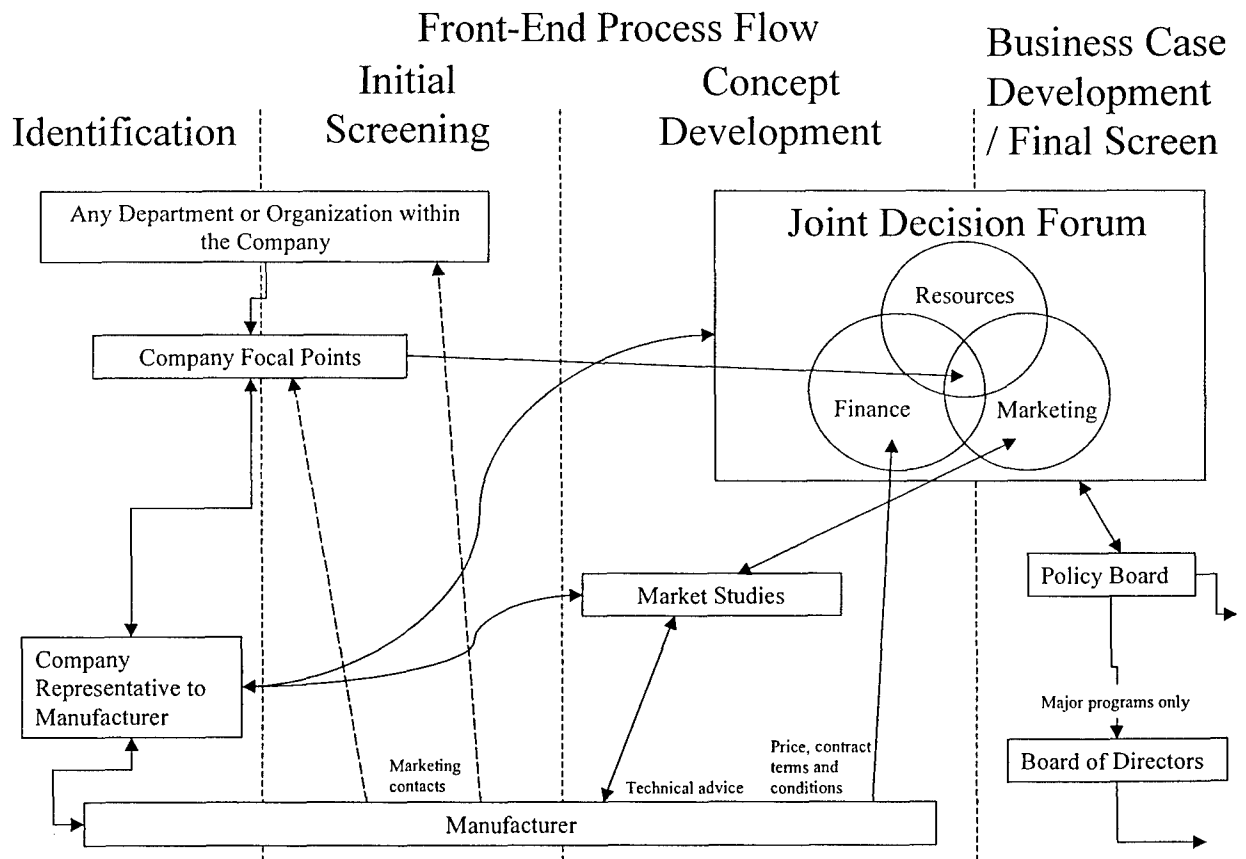 Front-End Process Flow
Identification
Initial
Screening
Concept
Development
Business Case
Development
/ Final Screen
Any Department or Organization within
the Company
Company Focal Points
Joint Decision Forum
Resources
Finance
Marketing
Market Studies
Policy Board
Company
Representative to
Manufacturer
Major programs only
Board of Directors
Marketing
contacts
Technical advice
Price, contract
terms and
conditions
Manufacturer